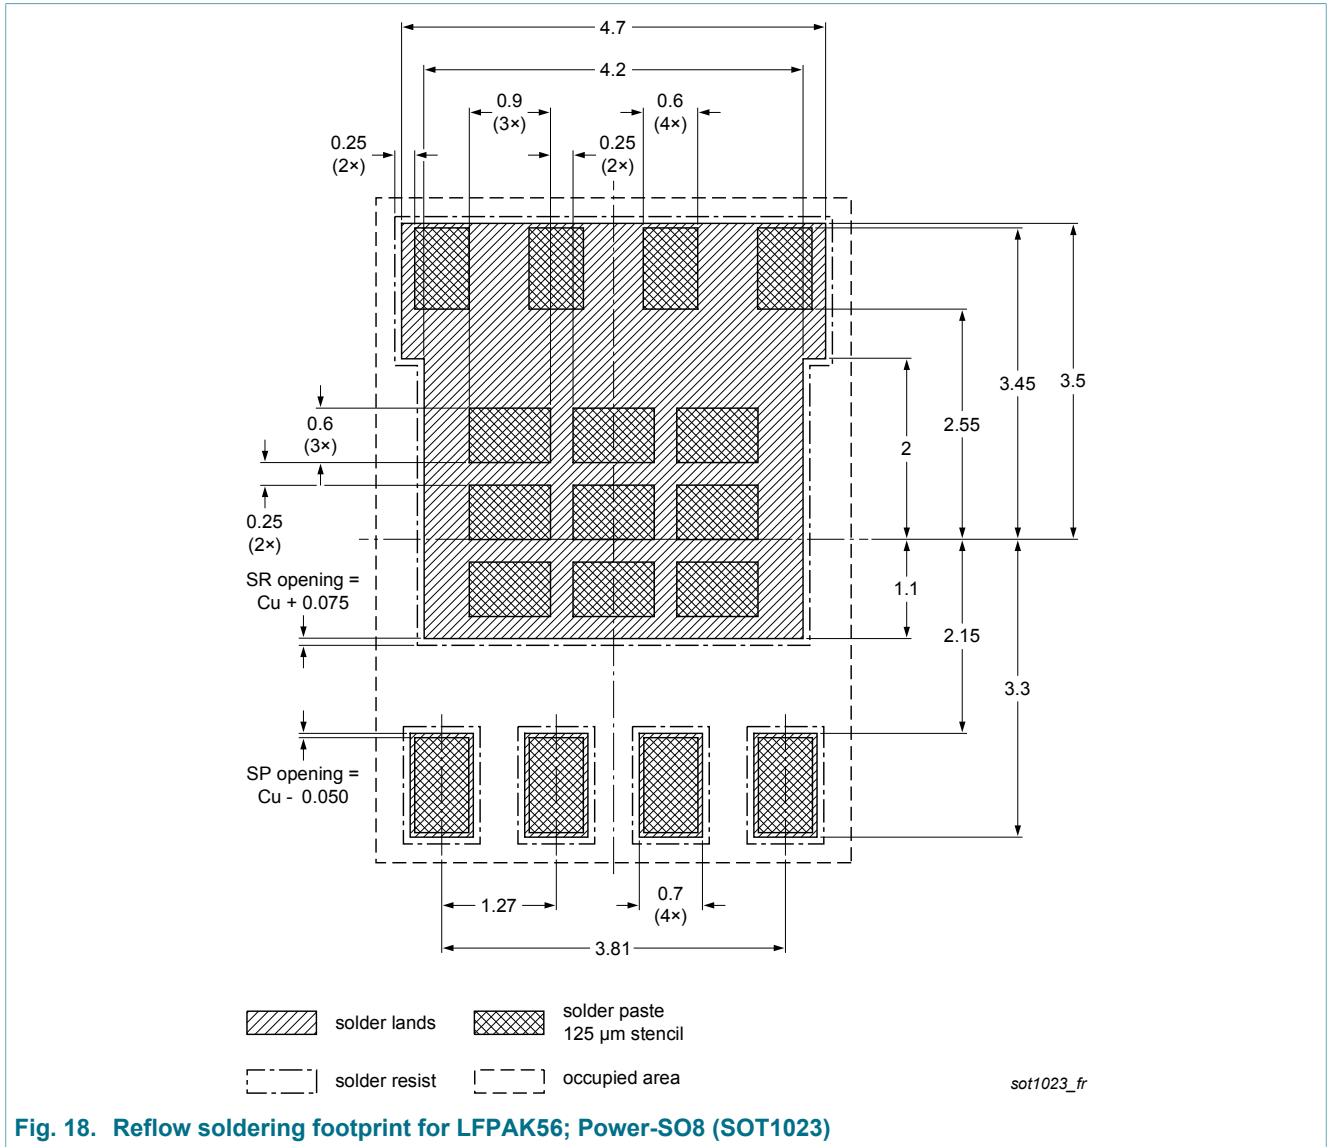 4.7
4.2
0.9
(3×)
0.6
(4×)
0.25
(2×)
0.25
(2×)
3.45
3.5
2.55
2
0.6
(3×)
0.25
(2×)
SR opening =
Cu + 0.075
1.1
2.15
3.3
SP opening =
Cu - 0.050
1.27
0.7
(4×)
3.81
solder lands
solder paste
125 µm stencil
solder resist
occupied area
sot1023_fr
Fig. 18. Reflow soldering footprint for LFPAK56; Power-SO8 (SOT1023)